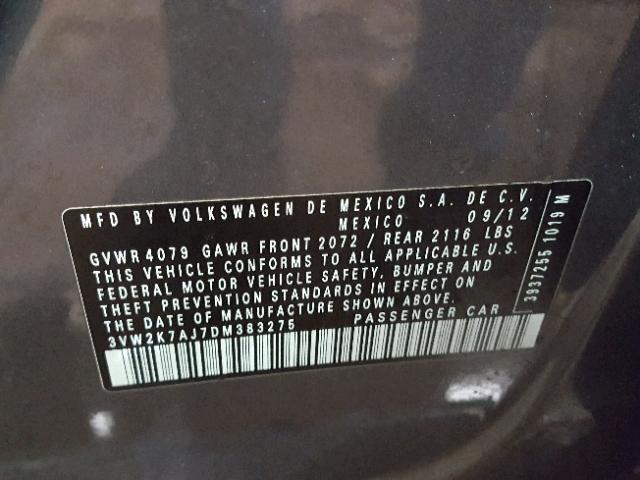 MFD BY VOLKSWAGEN DE MEXICO S.A. DE C.V.
MEXICO 09/12
GVWR 4079 GAWR FRONT 2072 / REAR 2116 LBS
THIS VEHICLE CONFORMS TO ALL APPLICABLE U.S.
FEDERAL MOTOR VEHICLE SAFETY, BUMPER AND
THEFT PREVENTION STANDARDS IN EFFECT ON
THE DATE OF MANUFACTURE SHOWN ABOVE.
3VW2K7AJ7DM383275 PASSENGER CAR
3937255 1019 M